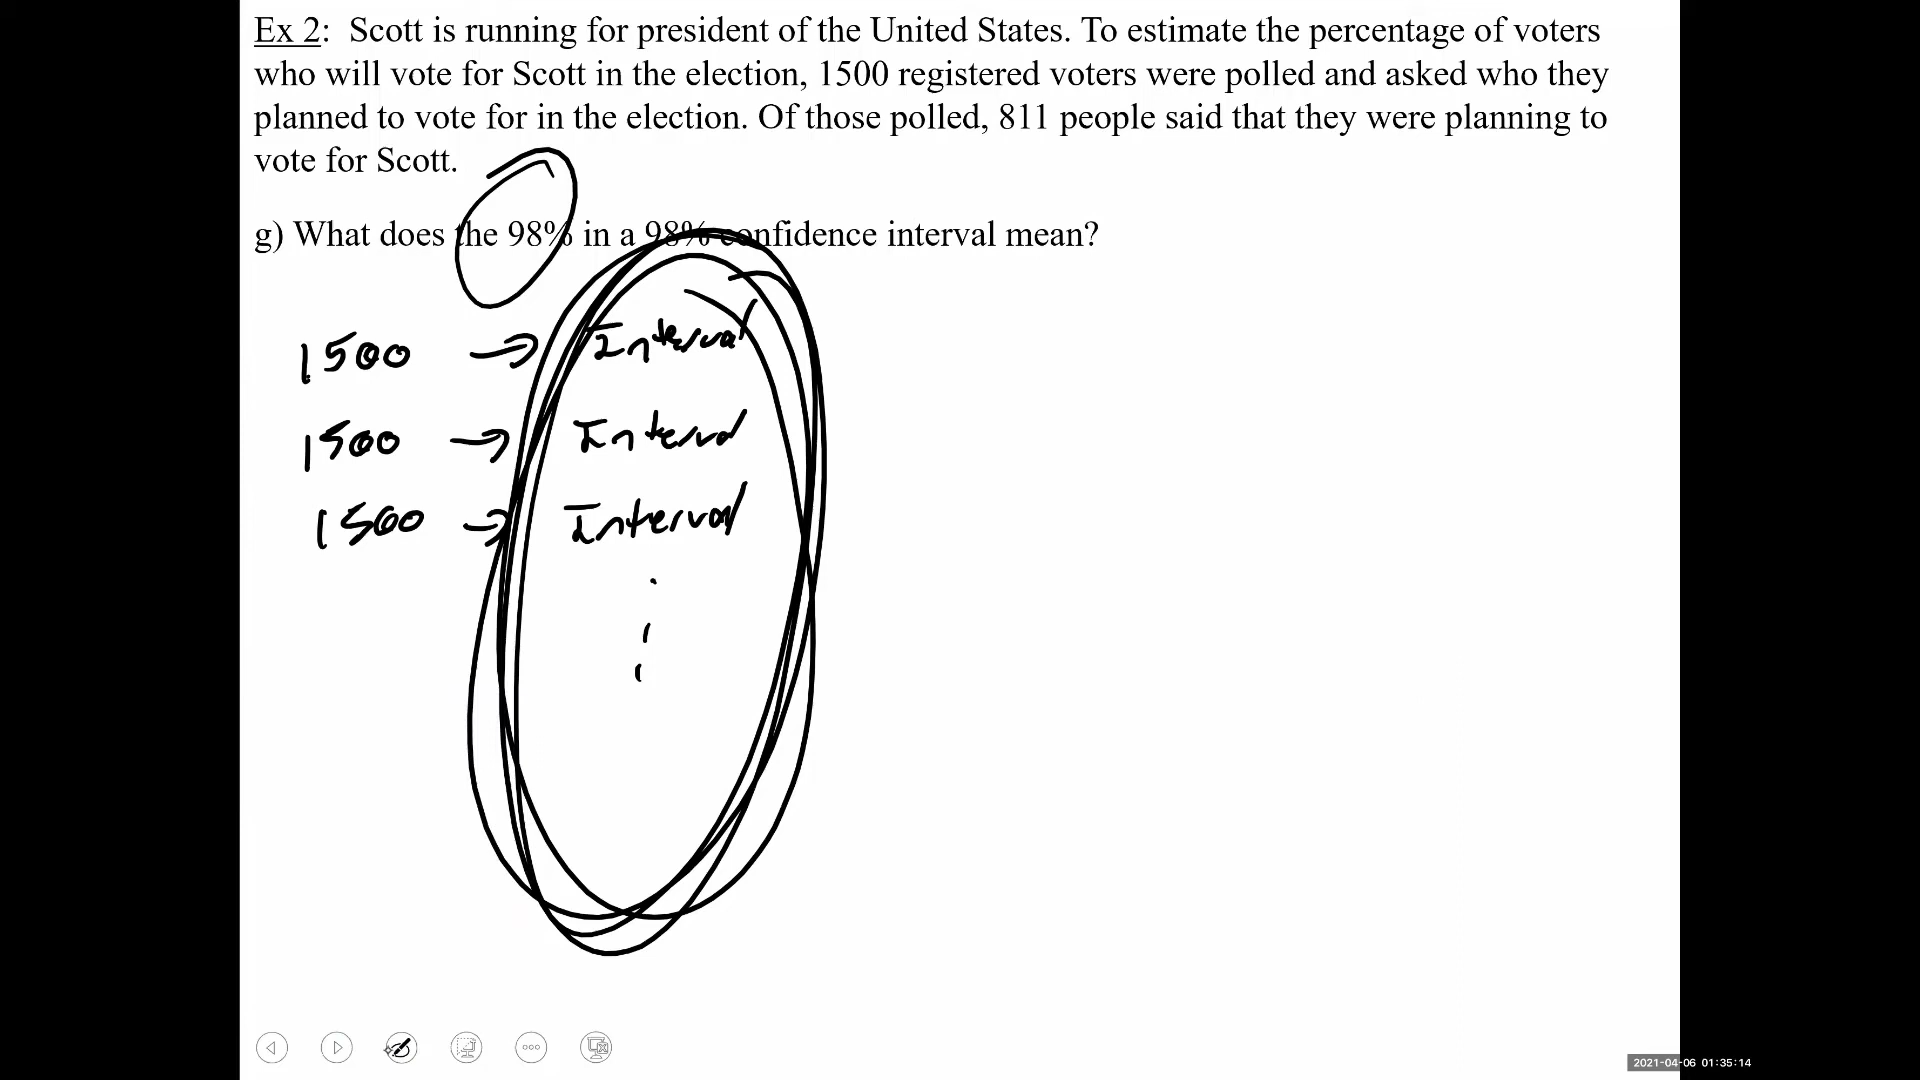 Ex 2: Scott is running for president of the United States. To estimate the percentage of voters
who will vote for Scott in the election, 1500 registered voters were polled and asked who they
planned to vote for in the election. Of those polled, 811 people said that they were planning to
vote for Scott.
g) What does the 98% in a 98% confidence interval mean?
1500 → Interval
1500 → Interval
1500 → Interval
2021-04-06 01:35:14